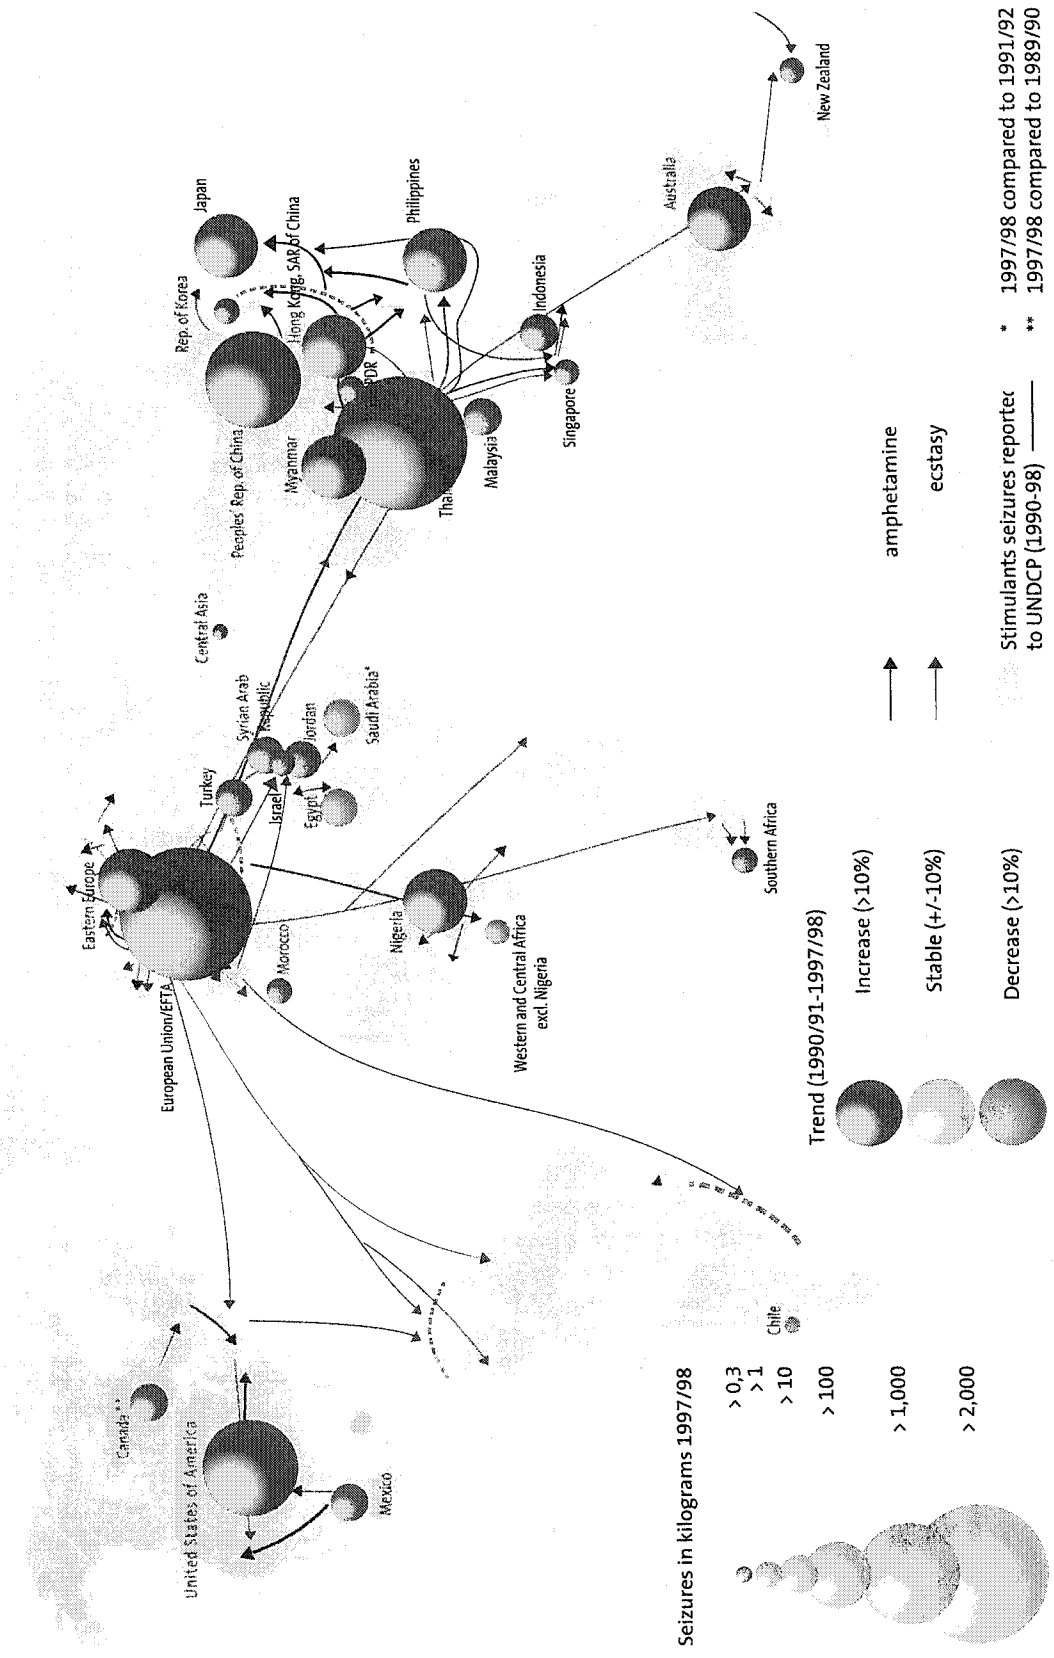 Canada **
United States of America
Mexico
European Union/EFTA
Eastern Europe
Morocco
Nigeria
Western and Central Africa
excl. Nigeria
Southern Africa
Turkey
Syrian Arab
Republic
Israel
Jordan
Egypt
Saudi Arabia*
Central Asia
Peoples' Rep. of China
Rep. of Korea
Japan
Hong Kong, SAR of China
Myanmar
PDR
Malaysia
Singapore
Indonesia
Philippines
Australia
New Zealand
Chile
Seizures in kilograms 1997/98
> 0,3
> 1
> 10
> 100
> 1,000
> 2,000
Trend (1990/91-1997/98)
Increase (>10%)
Stable (+/-10%)
Decrease (>10%)
amphetamine
ecstasy
Stimulants seizures reported
to UNDCP (1990-98)
* 1997/98 compared to 1991/92
** 1997/98 compared to 1989/90